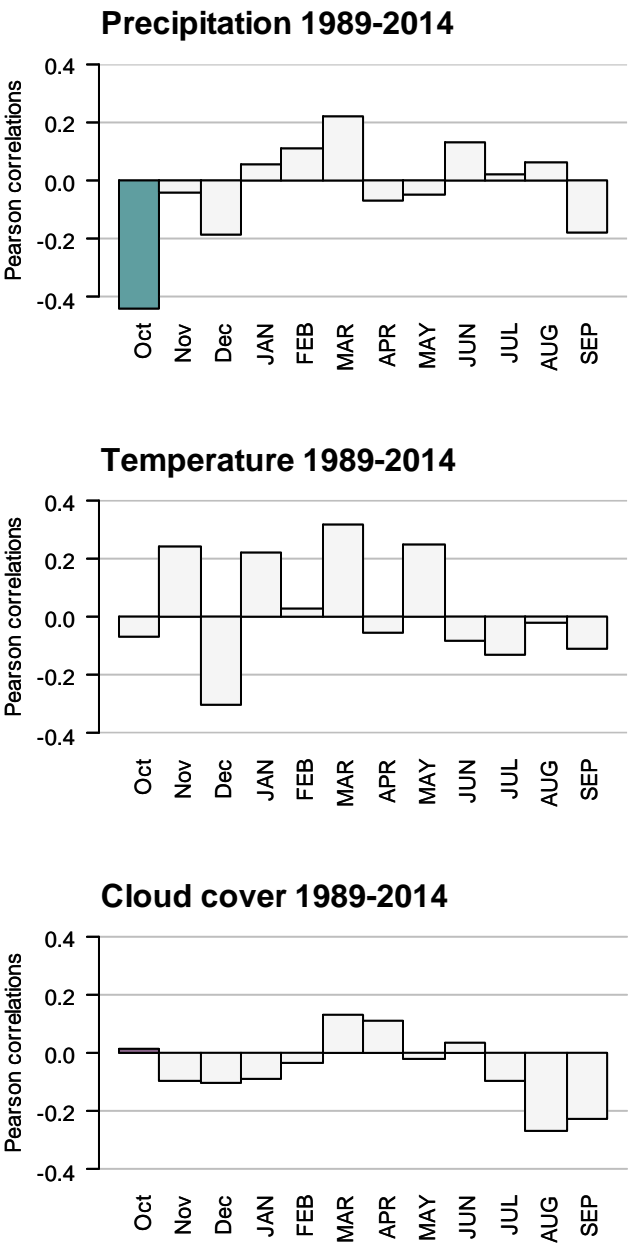 Precipitation 1989-2014
Pearson correlations
0.4
0.2
0.0
-0.2
-0.4
Oct Nov Dec JAN FEB MAR APR MAY JUN JUL AUG SEP
Temperature 1989-2014
Pearson correlations
0.4
0.2
0.0
-0.2
-0.4
Oct Nov Dec JAN FEB MAR APR MAY JUN JUL AUG SEP
Cloud cover 1989-2014
Pearson correlations
0.4
0.2
0.0
-0.2
-0.4
Oct Nov Dec JAN FEB MAR APR MAY JUN JUL AUG SEP